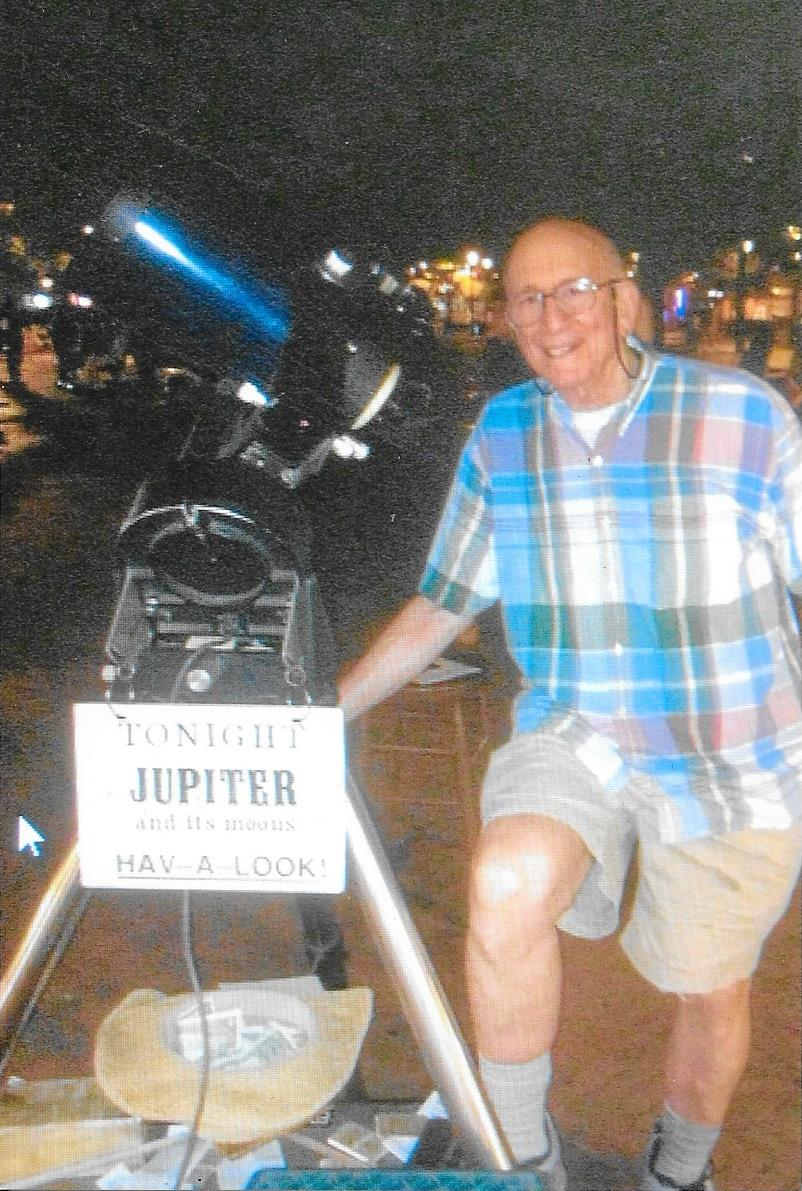 TONIGHT
JUPITER
and its moons
HAV-A-LOOK!